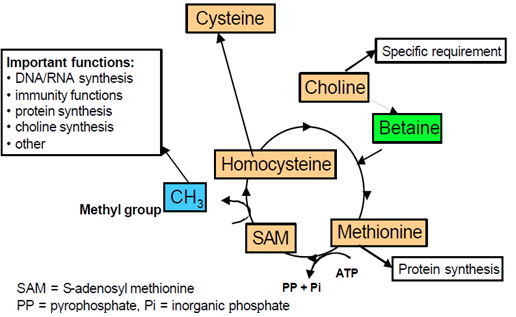 Cysteine
Important functions:
• DNA/RNA synthesis
• immunity functions
• protein synthesis
• choline synthesis
• other
Specific requirement
Choline
Betaine
Homocysteine
CH3
Methyl group
SAM
Methionine
PP + Pi
ATP
Protein synthesis
SAM = S-adenosyl methionine
PP = pyrophosphate, Pi = inorganic phosphate